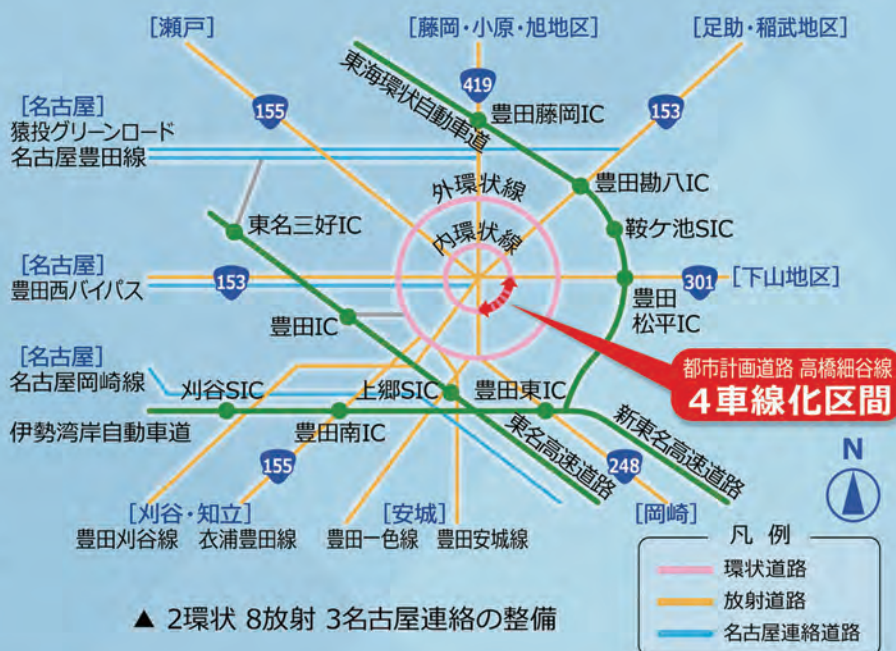 [瀬戸]
[藤岡・小原・旭地区]
[足助・稲武地区]
東海環状自動車道
419
155
豊田藤岡IC
153
[名古屋]
猿投グリーンロード
名古屋豊田線
外環状線
豊田勘八IC
東名三好IC
内環状線
鞍ケ池SIC
[名古屋]
豊田西バイパス
153
301
[下山地区]
豊田IC
豊田
松平IC
[名古屋]
名古屋岡崎線
都市計画道路 高橋細谷線
4車線化区間
刈谷SIC
上郷SIC
豊田東IC
伊勢湾岸自動車道
豊田南IC
東名高速道路
新東名高速道路
155
248
N
[刈谷・知立]
[安城]
[岡崎]
豊田刈谷線
衣浦豊田線
豊田一色線
豊田安城線
凡 例
環状道路
放射道路
名古屋連絡道路
▲ 2環状 8放射 3名古屋連絡の整備